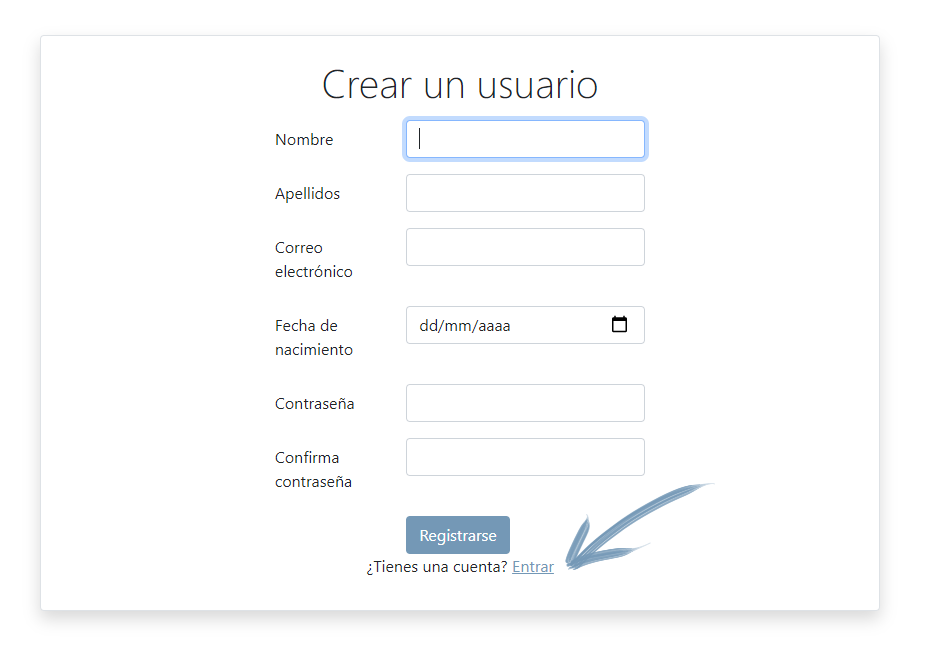 Crear un usuario
Nombre
Apellidos
Correo
electrónico
Fecha de
nacimiento
dd/mm/aaaa
Contraseña
Confirma
contraseña
Registrarse
¿Tienes una cuenta? Entrar